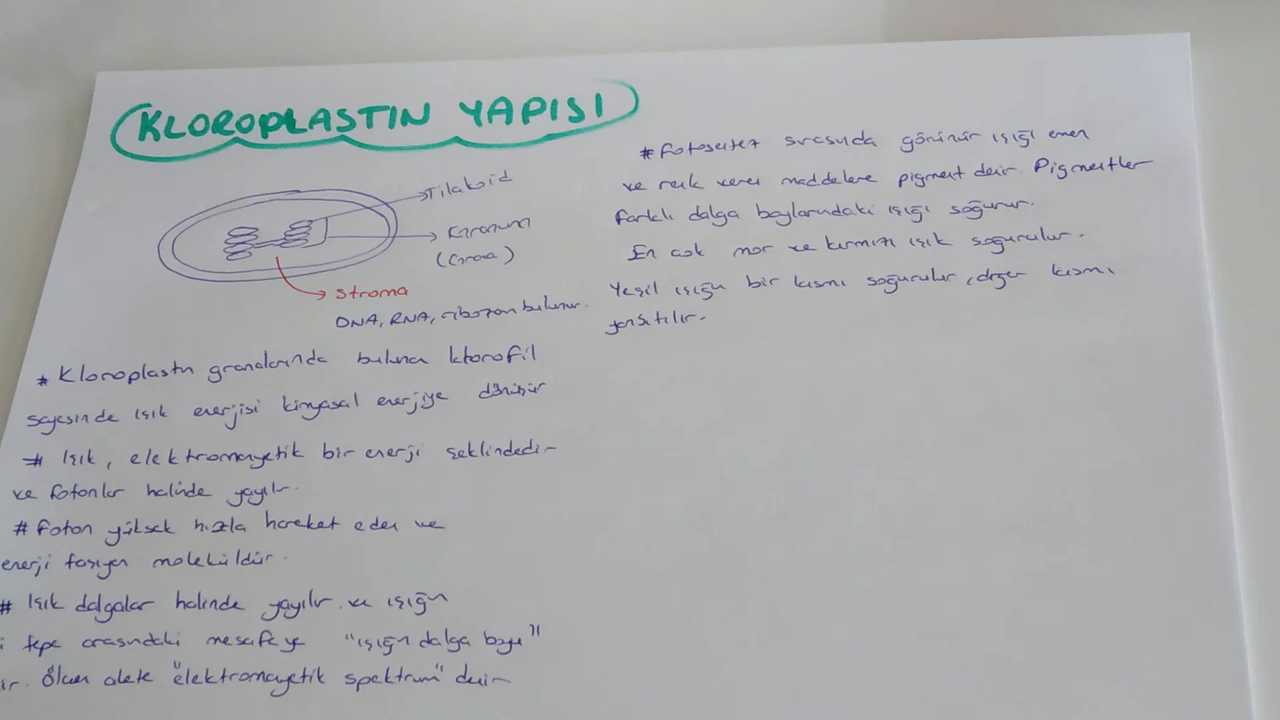 KLOROPLASTIN YAPISI
Tilakoid
Granum
(Grana)
Stroma
DNA, RNA, ribozom bulunur.
* Kloroplastın granalarında bulunan klorofil
sayesinde ışık enerjisi kimyasal enerjiye dönüşür
* Işık, elektromanyetik bir enerji şeklindedir
ve fotonlar halinde yayılır.
# Foton yüksek hızla hareket eden ve
enerji taşıyan moleküldür.
# Işık dalgalar halinde yayılır ve ışığın
tepe arasındaki mesafeye "ışığın dalga boyu"
ir. Ölçen alete "elektromanyetik spektrum" denir
* Fotosentez sırasında görünür ışığı emen
ve renk veren maddelere pigment denir. Pigmentler
farklı dalga boylarındaki ışığı soğurur.
En çok mor ve kırmızı ışık soğurulur.
Yeşil ışığın bir kısmı soğurulur, diğer kısmı
yansıtılır.